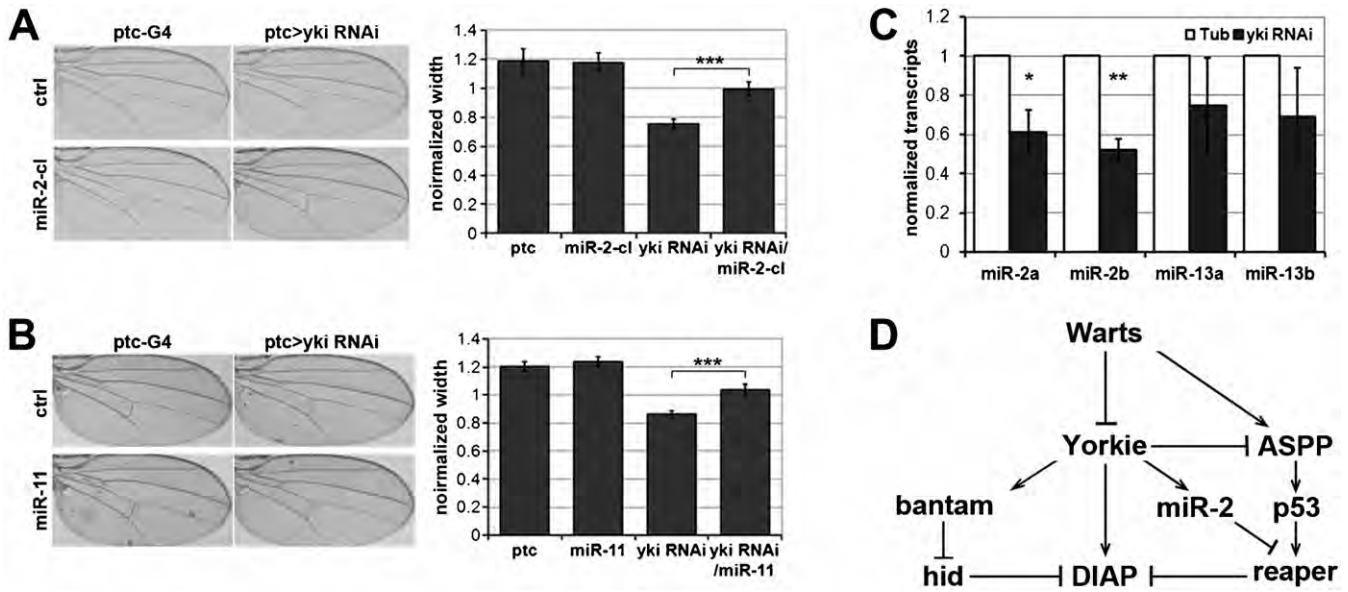 A
ptc-G4 ptc>yki RNAi
ctrl
miR-2-cl
noirmalized width
1.4
1.2
1
0.8
0.6
0.4
0.2
0
***
ptc miR-2-cl yki RNAi yki RNAi/
miR-2-cl
B
ptc-G4 ptc>yki RNAi
ctrl
miR-11
noirmalized width
1.4
1.2
1
0.8
0.6
0.4
0.2
0
***
ptc miR-11 yki RNAi yki RNAi
/miR-11
C
normalized transcripts
1.2
1
0.8
0.6
0.4
0.2
0
Tub yki RNAi
* **
miR-2a miR-2b miR-13a miR-13b
D
Warts
Yorkie ASPP
bantam miR-2 p53
hid DIAP reaper